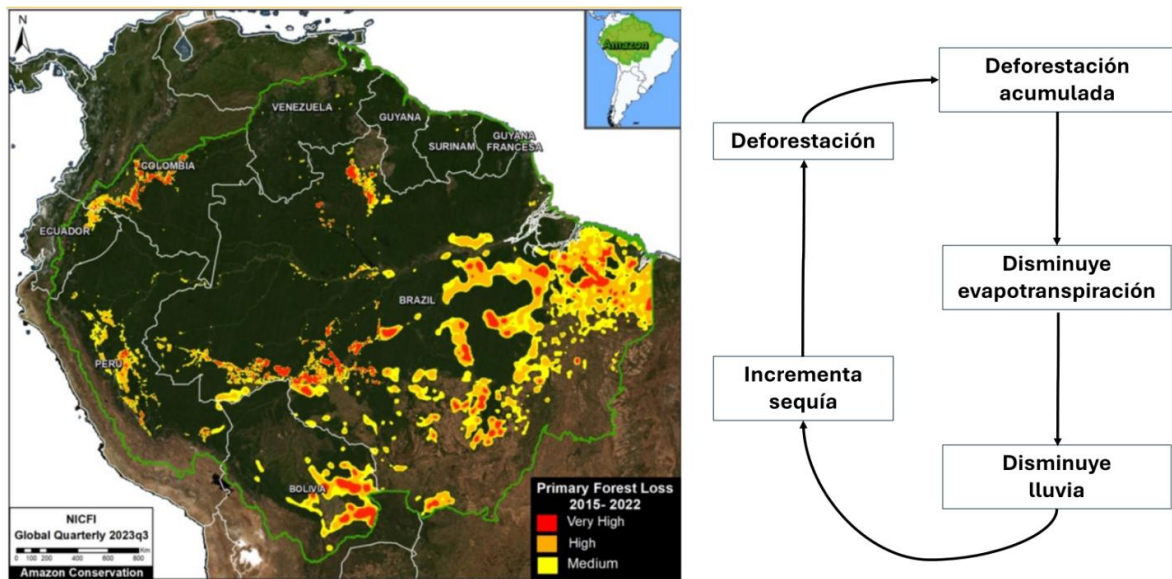 N
Amazon
VENEZUELA
GUYANA
SURINAM
GUYANA
FRANCESA
COLOMBIA
ECUADOR
BRAZIL
PERÚ
BOLIVIA
NICFI
Global Quarterly 2023q3
0 100 200 400 600 800
Km
Amazon Conservation
Primary Forest Loss
2015- 2022
Very High
High
Medium
Deforestación
acumulada
Deforestación
Disminuye
evapotranspiración
Incrementa
sequía
Disminuye
lluvia